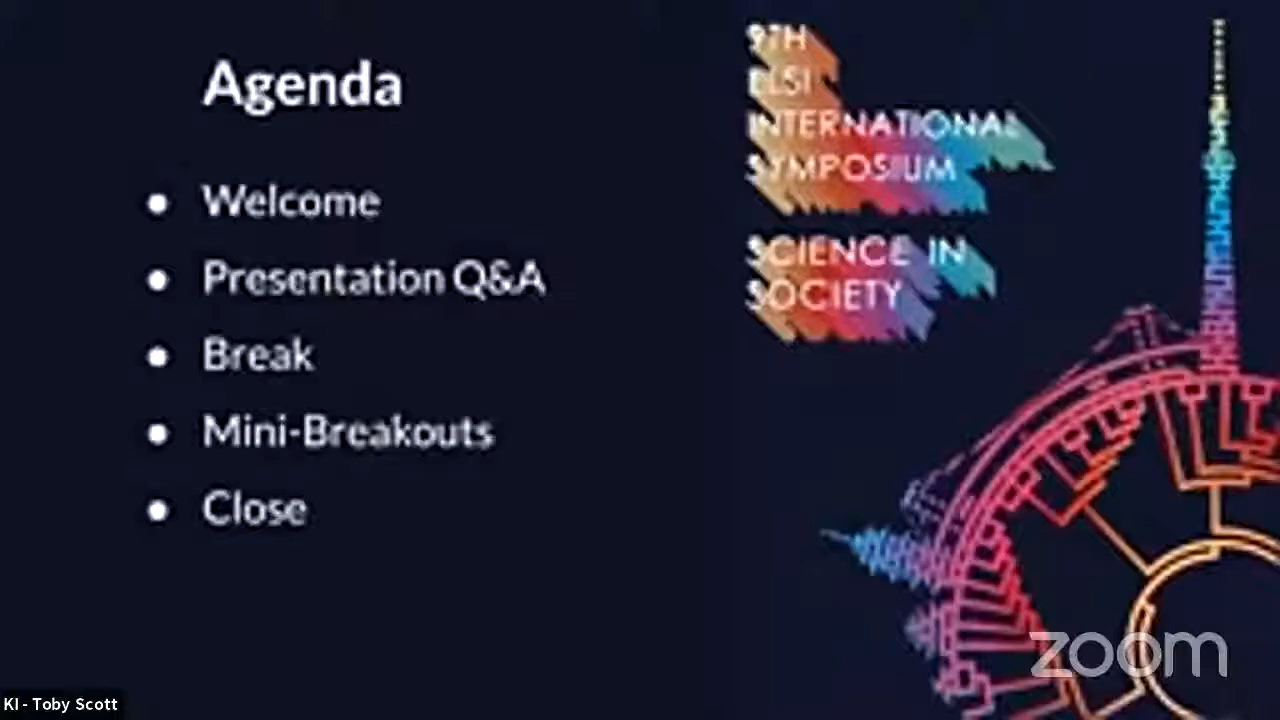 Agenda
• Welcome
• Presentation Q&A
• Break
• Mini-Breakouts
• Close
9TH
ELSI
INTERNATIONAL
SYMPOSIUM
SCIENCE IN
SOCIETY
zoom
KI - Toby Scott